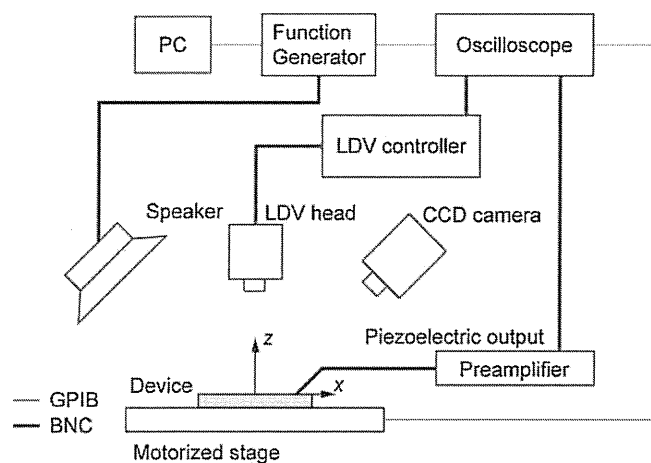 PC
Function
Generator
Oscilloscope
LDV controller
Speaker
LDV head
CCD camera
Piezoelectric output
Preamplifier
z
x
Device
GPIB
BNC
Motorized stage